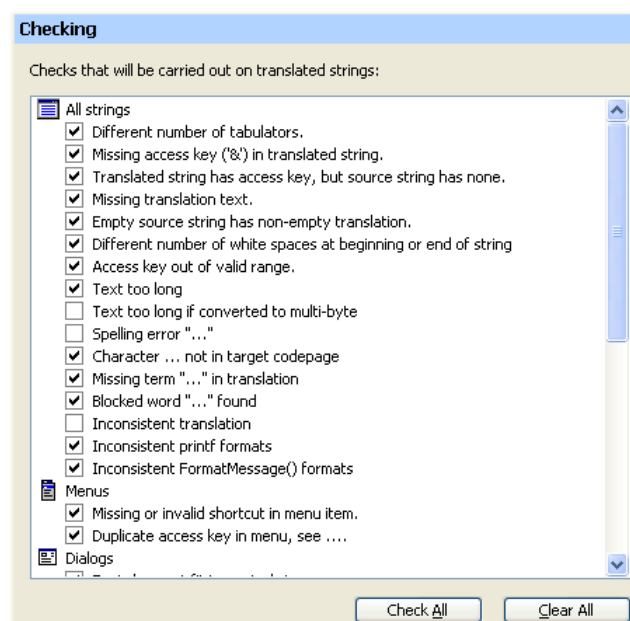 Checking
Checks that will be carried out on translated strings:
All strings
Different number of tabulators.
Missing access key ('&') in translated string.
Translated string has access key, but source string has none.
Missing translation text.
Empty source string has non-empty translation.
Different number of white spaces at beginning or end of string
Access key out of valid range.
Text too long
Text too long if converted to multi-byte
Spelling error "..."
Character ... not in target codepage
Missing term "..." in translation
Blocked word "..." found
Inconsistent translation
Inconsistent printf formats
Inconsistent FormatMessage() formats
Menus
Missing or invalid shortcut in menu item.
Duplicate access key in menu, see ....
Dialogs
Check All
Clear All